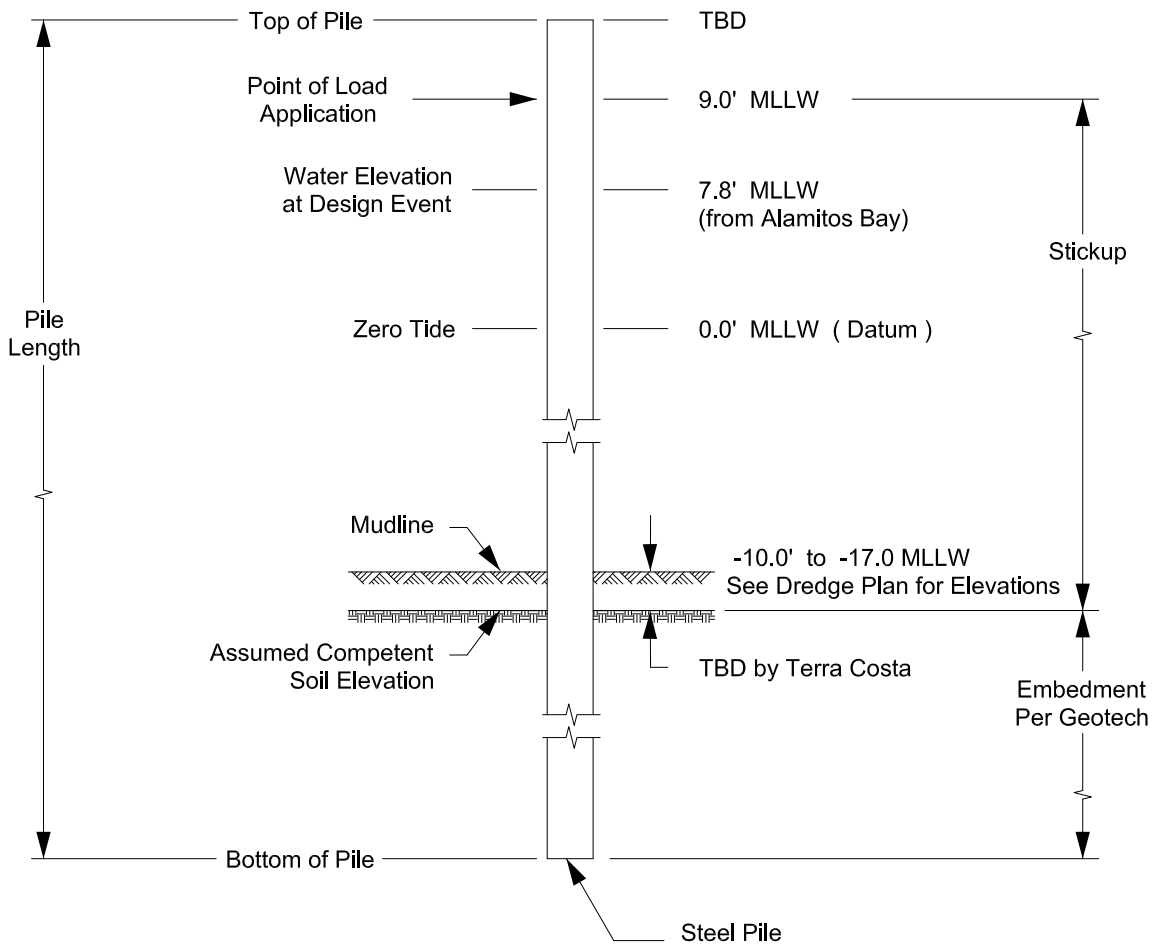 Top of Pile
TBD
Point of Load
Application
9.0' MLLW
Water Elevation
at Design Event
7.8' MLLW
(from Alamitos Bay)
Stickup
Pile
Length
Zero Tide
0.0' MLLW ( Datum )
Mudline
-10.0' to -17.0 MLLW
See Dredge Plan for Elevations
Assumed Competent
Soil Elevation
TBD by Terra Costa
Embedment
Per Geotech
Bottom of Pile
Steel Pile